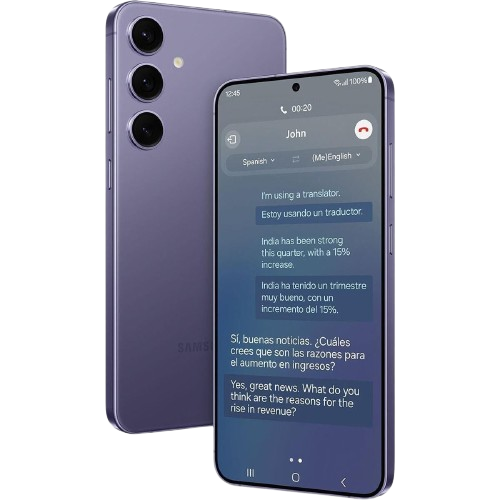 SAMSU
12:45 100%
00:20
John
Spanish (Me)English
I'm using a translator.
Estoy usando un traductor.
India has been strong
this quarter, with a 15%
increase.
India ha tenido un trimestre
muy bueno, con un
incremento del 15%.
Sí, buenas noticias. ¿Cuáles
crees que son las razones para
el aumento en ingresos?
Yes, great news. What do you
think are the reasons for the
rise in revenue?